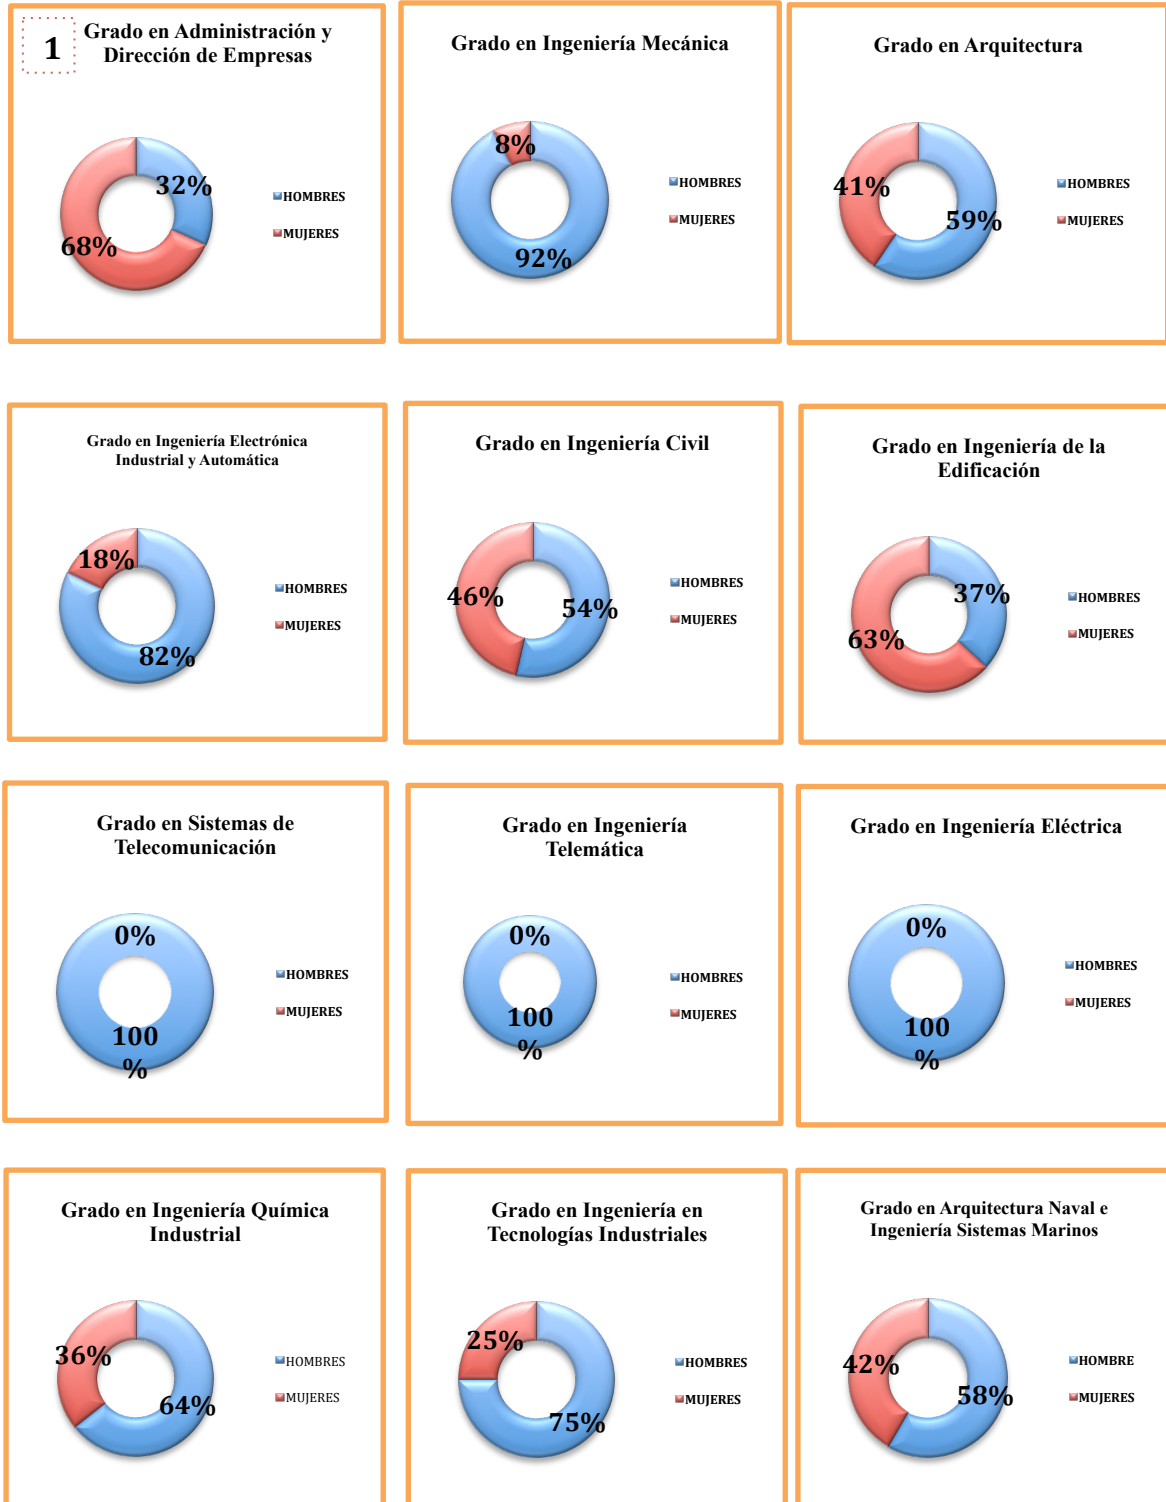 1
Grado en Administración y
Dirección de Empresas
32%
68%
HOMBRES
MUJERES
Grado en Ingeniería Mecánica
8%
92%
HOMBRES
MUJERES
Grado en Arquitectura
41%
59%
HOMBRES
MUJERES
Grado en Ingeniería Electrónica
Industrial y Automática
18%
82%
HOMBRES
MUJERES
Grado en Ingeniería Civil
46%
54%
HOMBRES
MUJERES
Grado en Ingeniería de la
Edificación
37%
63%
HOMBRES
MUJERES
Grado en Sistemas de
Telecomunicación
0%
100
%
HOMBRES
MUJERES
Grado en Ingeniería
Telemática
0%
100
%
HOMBRES
MUJERES
Grado en Ingeniería Eléctrica
0%
100
%
HOMBRES
MUJERES
Grado en Ingeniería Química
Industrial
36%
64%
HOMBRES
MUJERES
Grado en Ingeniería en
Tecnologías Industriales
25%
75%
HOMBRES
MUJERES
Grado en Arquitectura Naval e
Ingeniería Sistemas Marinos
42%
58%
HOMBRE
MUJERES